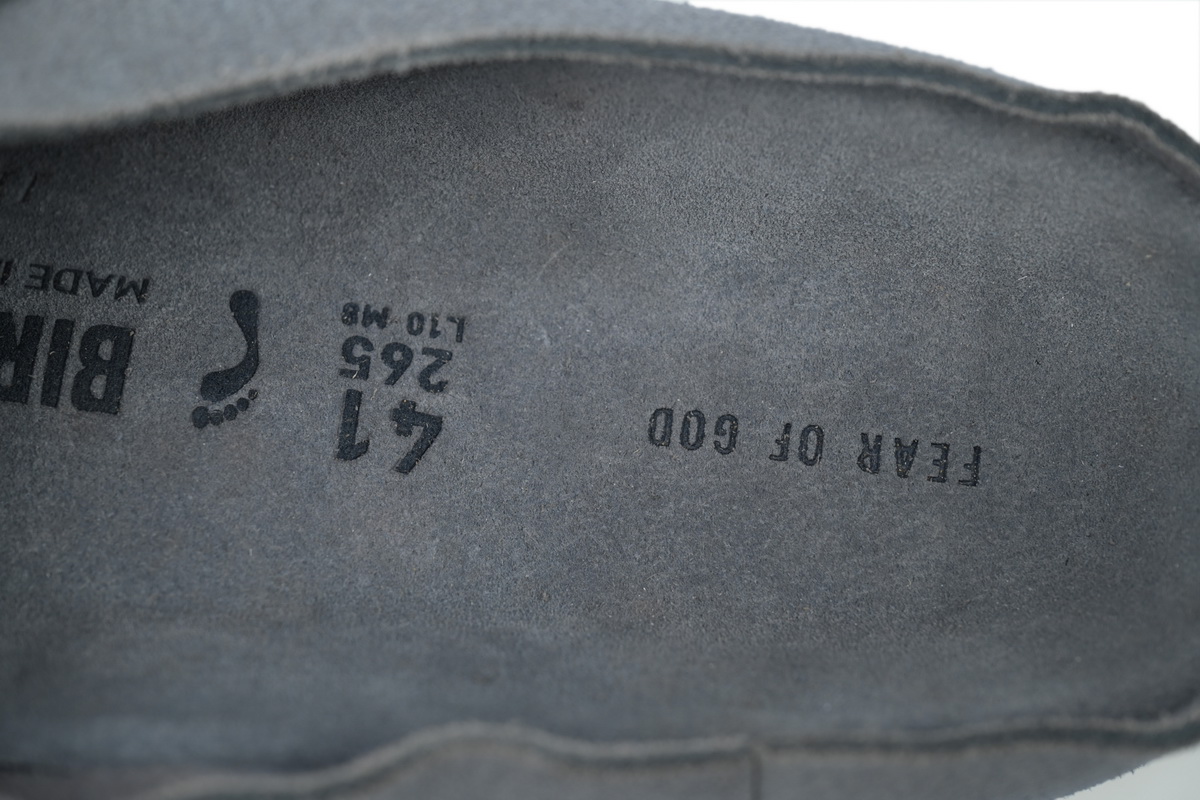 FEAR OF GOD
41
265
L10 M8
BIR
MADE I